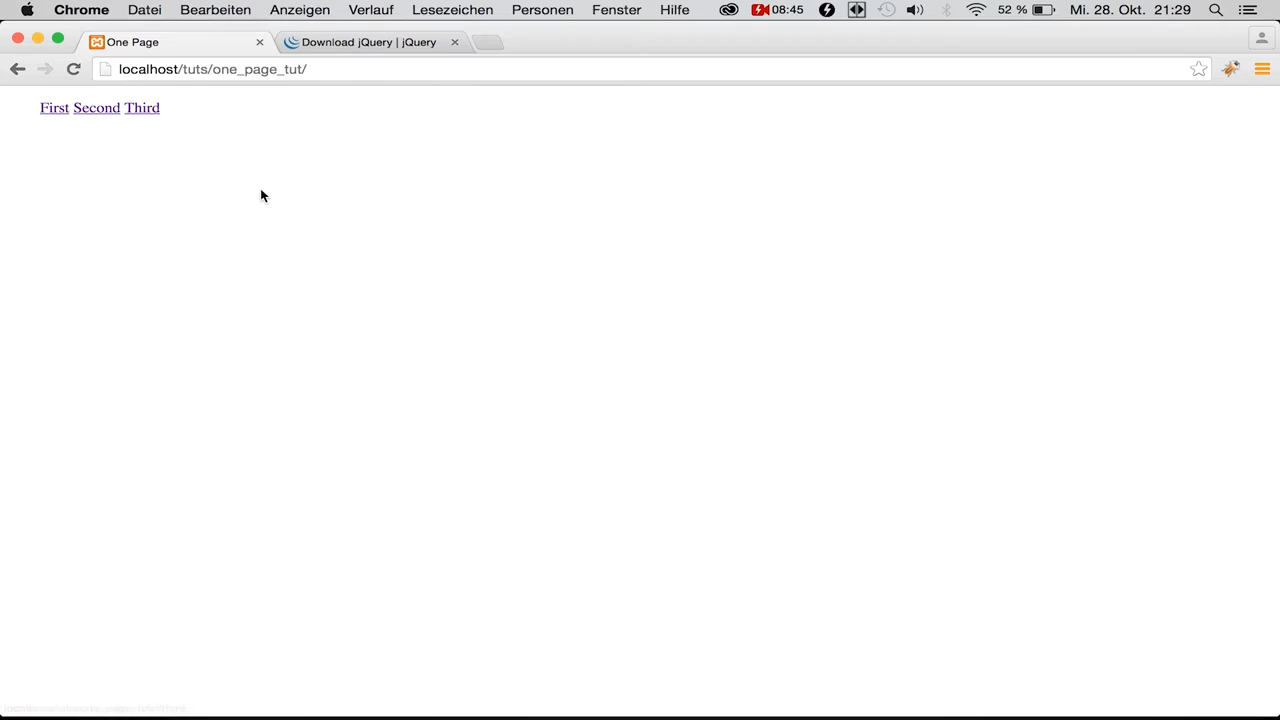 Chrome Datei Bearbeiten Anzeigen Verlauf Lesezeichen Personen Fenster Hilfe 08:45 52 % Mi. 28. Okt. 21:29
One Page Download jQuery | jQuery
localhost/tuts/one_page_tut/
First Second Third